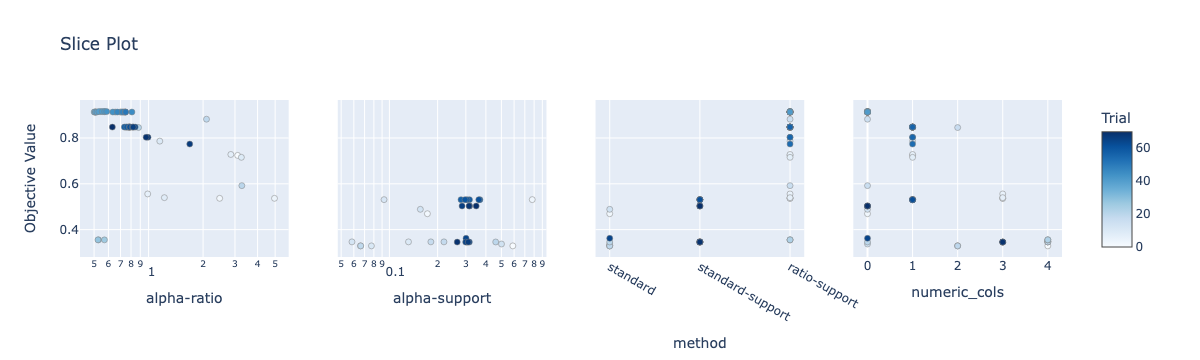 Slice Plot
Objective Value
0.8
0.6
0.4
5 6 7 8 9 1 2 3 4 5
alpha-ratio
5 6 7 8 9 0.1 2 3 4 5 6 7 8 9
alpha-support
standard
standard-support
ratio-support
method
0 1 2 3 4
numeric_cols
Trial
60
40
20
0